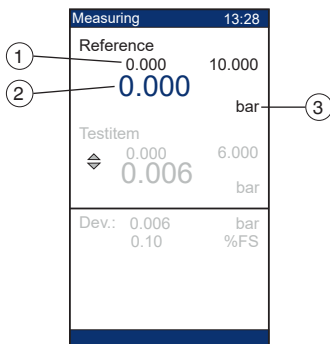 Measuring 13:28
Reference
1 0.000 10.000
2 0.000
bar 3
Testitem
0.000 6.000
0.006
bar
Dev.: 0.006 bar
0.10 %FS